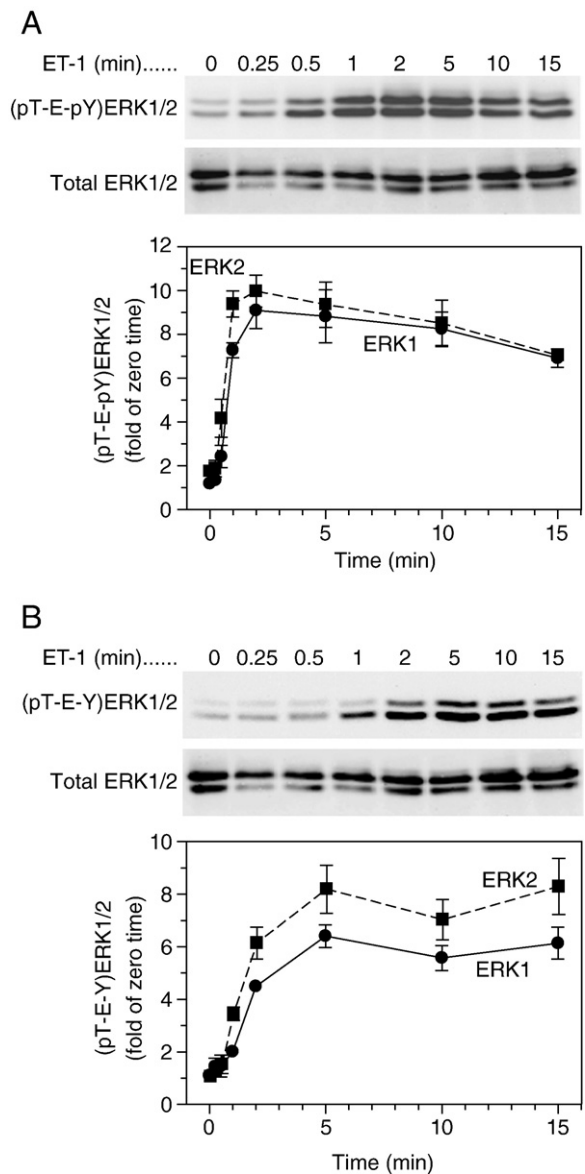 A
ET-1 (min)...... 0 0.25 0.5 1 2 5 10 15
(pT-E-pY)ERK1/2
Total ERK1/2
(pT-E-pY)ERK1/2
(fold of zero time)
12
10
8
6
4
2
0
ERK2
ERK1
0 5 10 15
Time (min)
B
ET-1 (min)...... 0 0.25 0.5 1 2 5 10 15
(pT-E-Y)ERK1/2
Total ERK1/2
(pT-E-Y)ERK1/2
(fold of zero time)
10
8
6
4
2
0
ERK2
ERK1
0 5 10 15
Time (min)